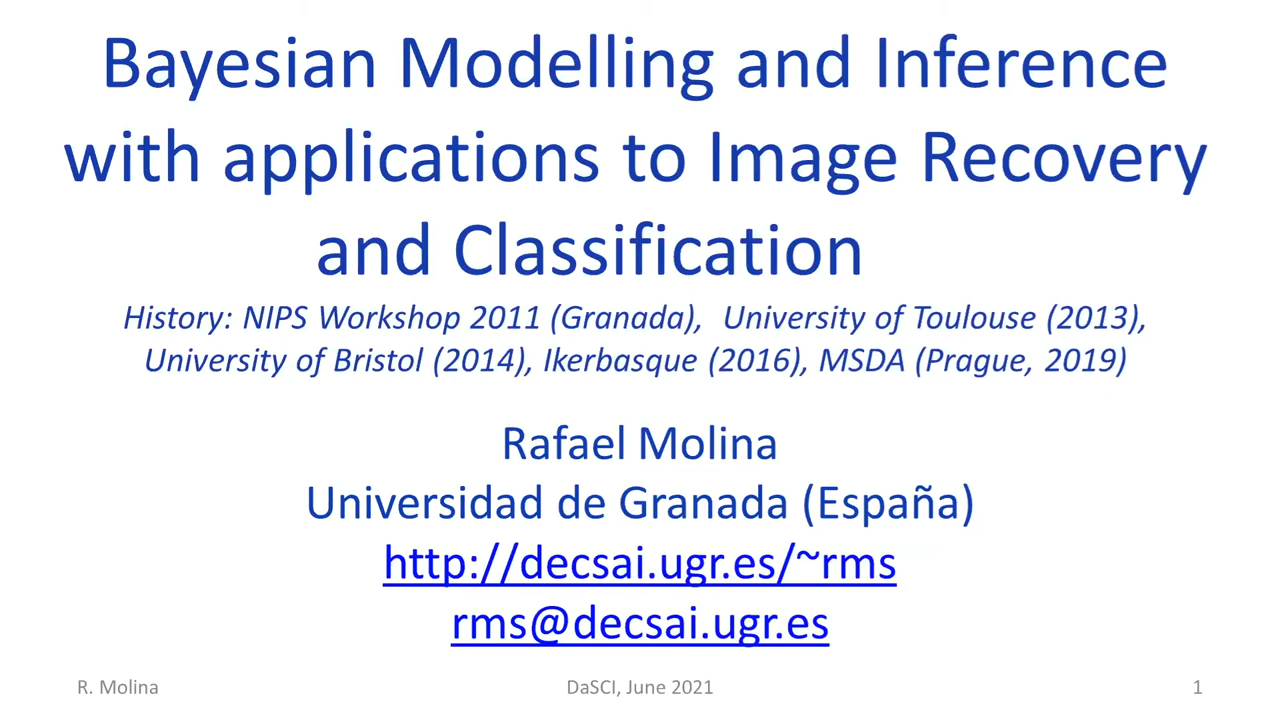 Bayesian Modelling and Inference
with applications to Image Recovery
and Classification
History: NIPS Workshop 2011 (Granada), University of Toulouse (2013),
University of Bristol (2014), Ikerbasque (2016), MSDA (Prague, 2019)
Rafael Molina
Universidad de Granada (España)
http://decsai.ugr.es/~rms
rms@decsai.ugr.es
R. Molina
DaSCI, June 2021
1